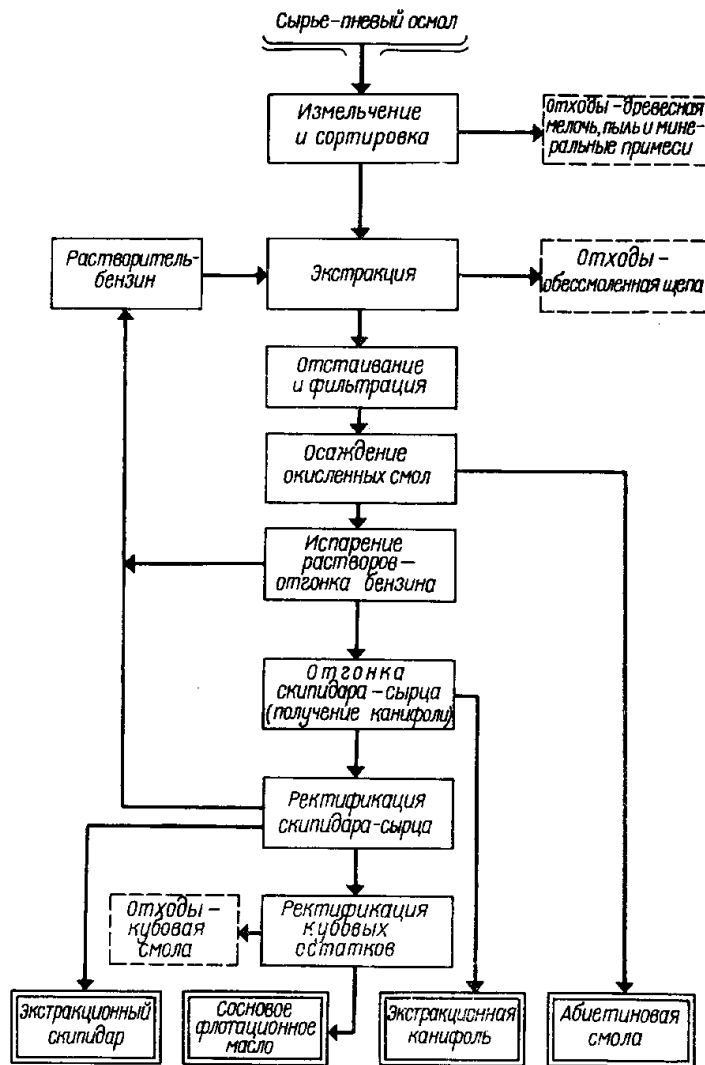 Сырье-пневый осмол
Измельчение
и сортировка
Отходы-древесная
мелочь, пыль и мине-
ральные примеси
Растворитель-
бензин
Экстракция
Отходы-
обессмоленная щепа
Отстаивание
и фильтрация
Осаждение
окисленных смол
Испарение
растворов-
отгонка бензина
Отгонка
скипидара-сырца
(получение канифоли)
Ректификация
скипидара-сырца
Отходы-
кубовая
смола
Ректификация
кубовых
остатков
Экстракционный
скипидар
Сосновое
флотационное
масло
Экстракционная
канифоль
Абиетиновая
смола